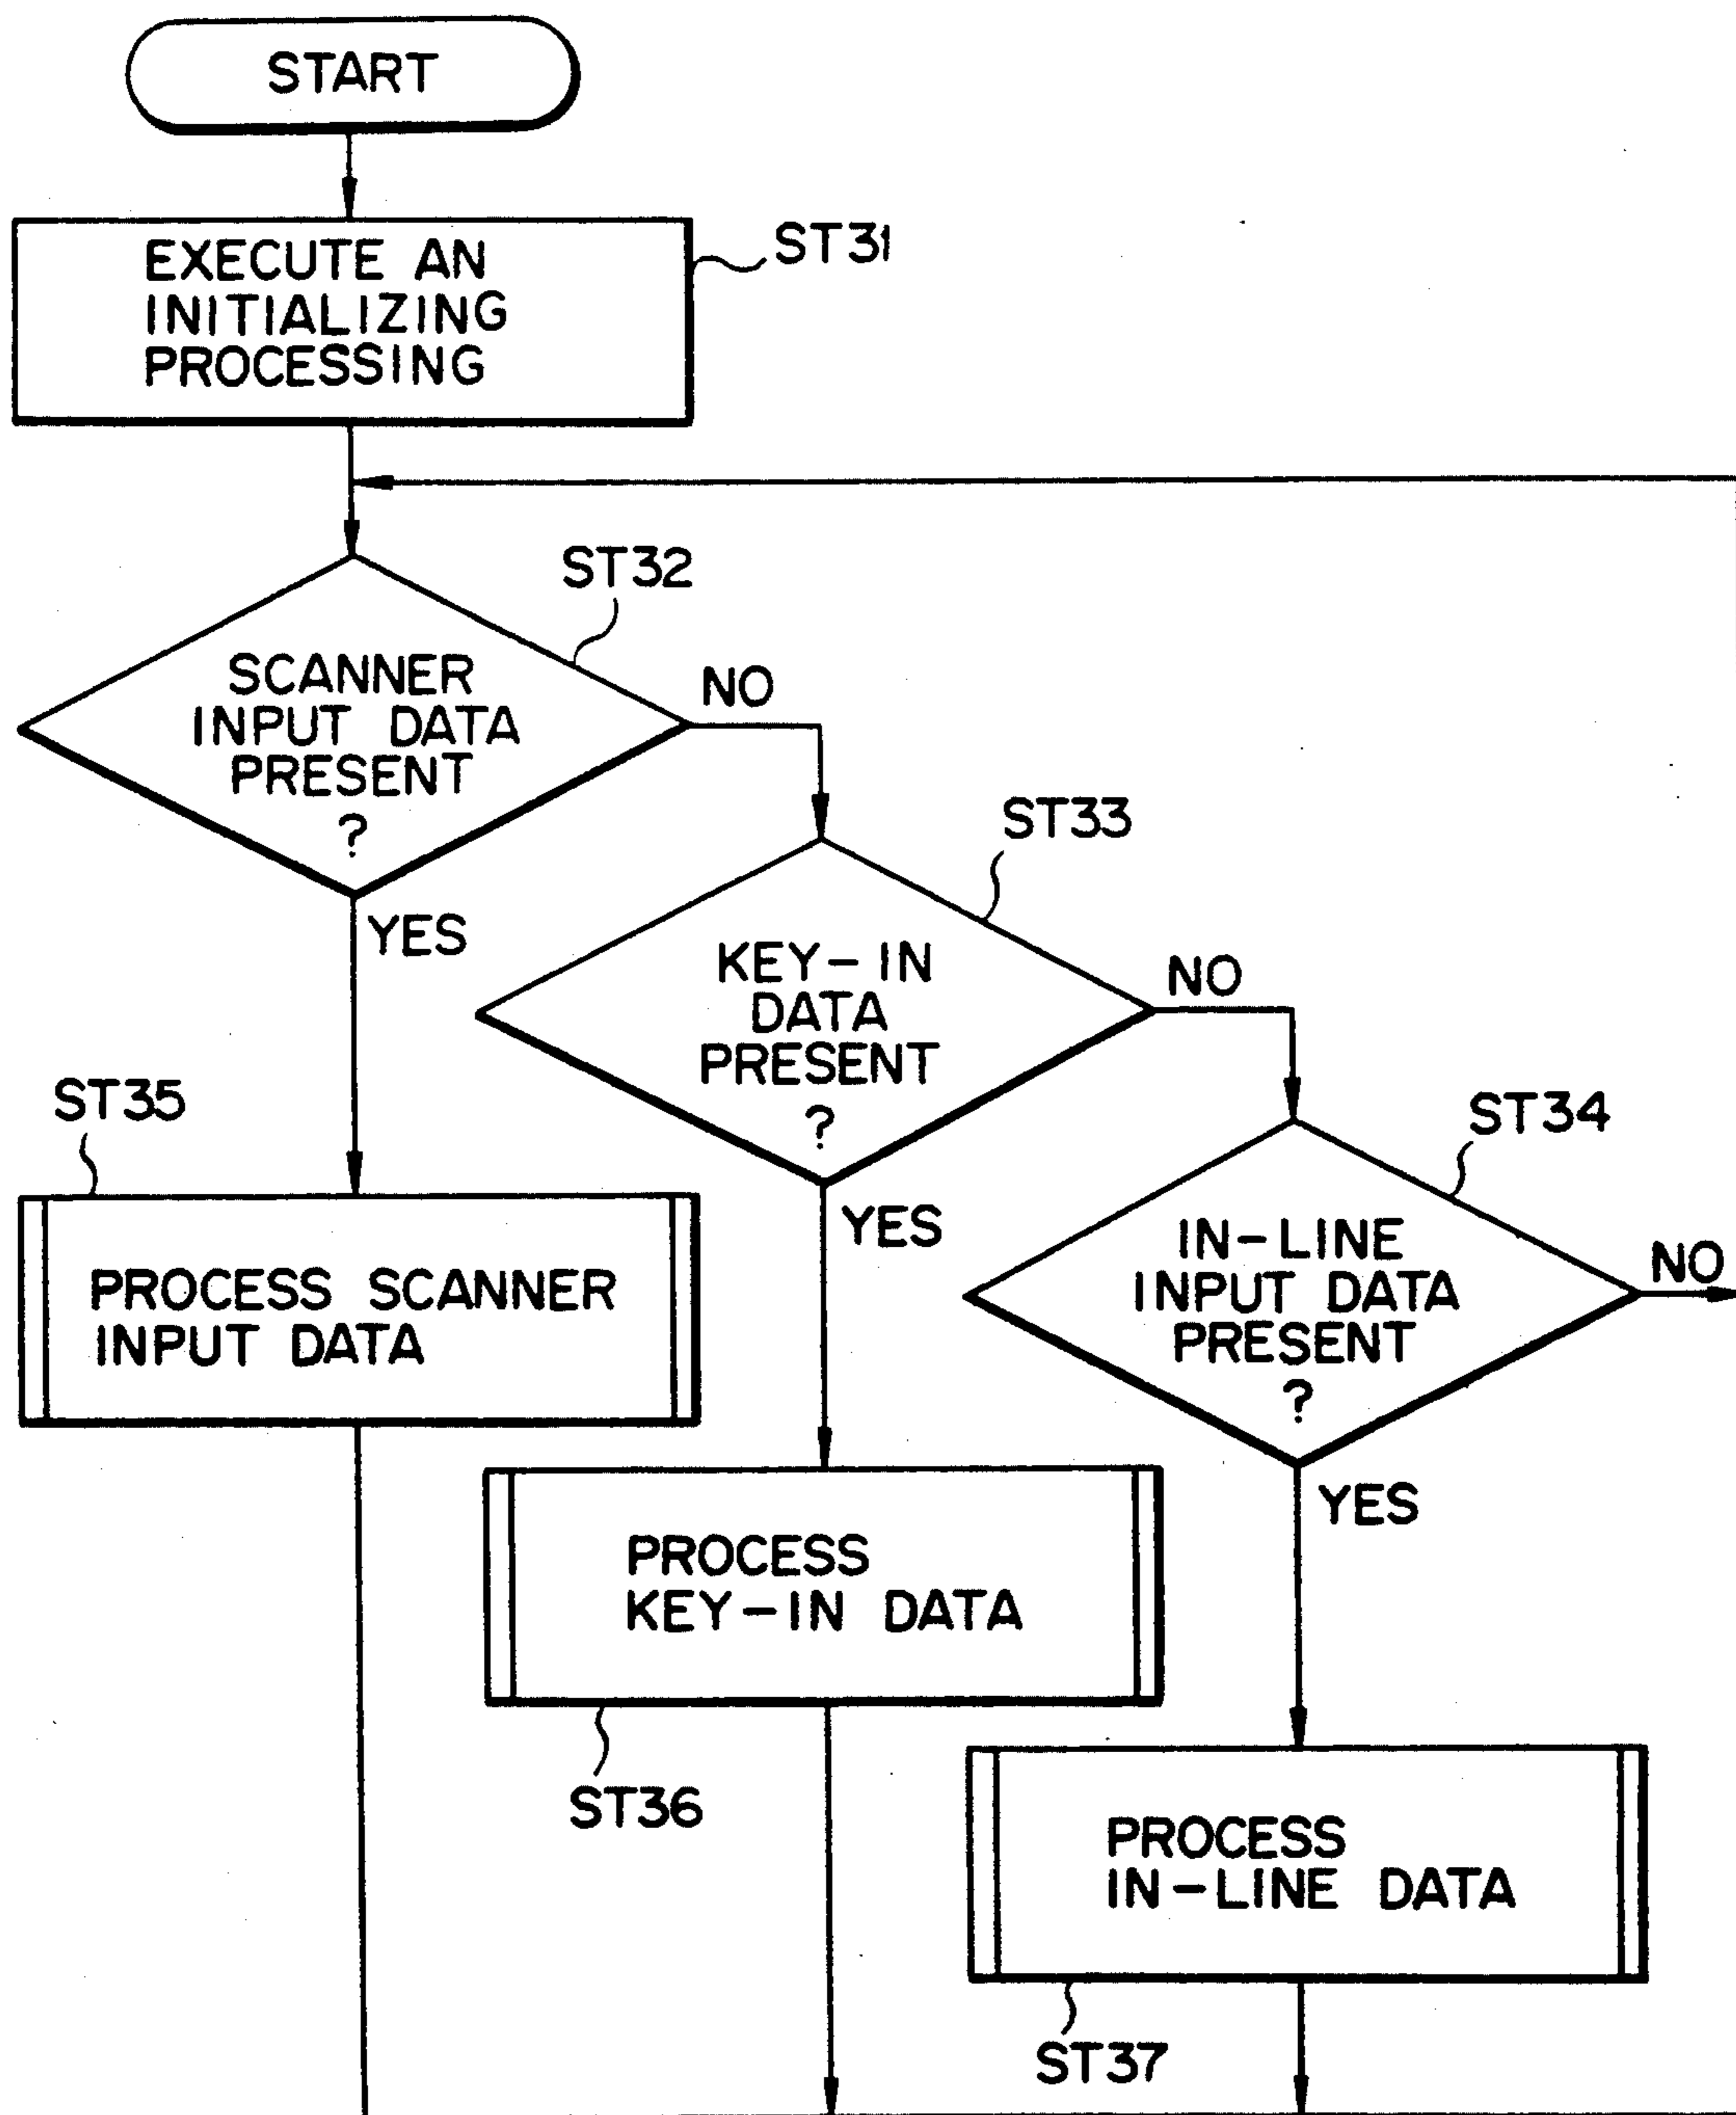 START
EXECUTE AN
INITIALIZING
PROCESSING
ST31
ST32
SCANNER
INPUT DATA
PRESENT
?
NO
YES
ST33
KEY-IN
DATA
PRESENT
?
NO
YES
ST34
IN-LINE
INPUT DATA
PRESENT
?
NO
YES
ST35
PROCESS SCANNER
INPUT DATA
PROCESS
KEY-IN DATA
ST36
PROCESS
IN-LINE DATA
ST37